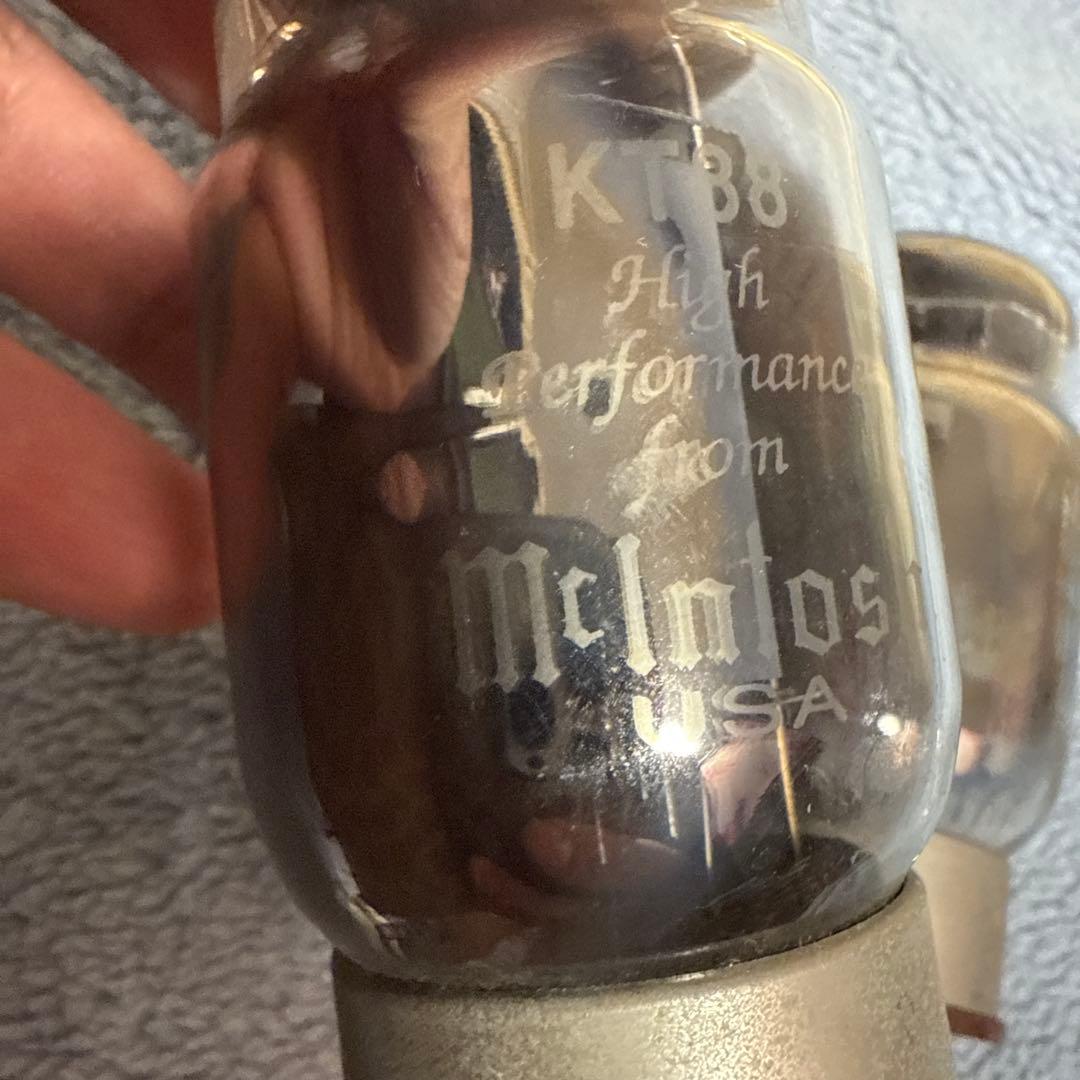 KT88
High
Performance
from
McIntosh
USA